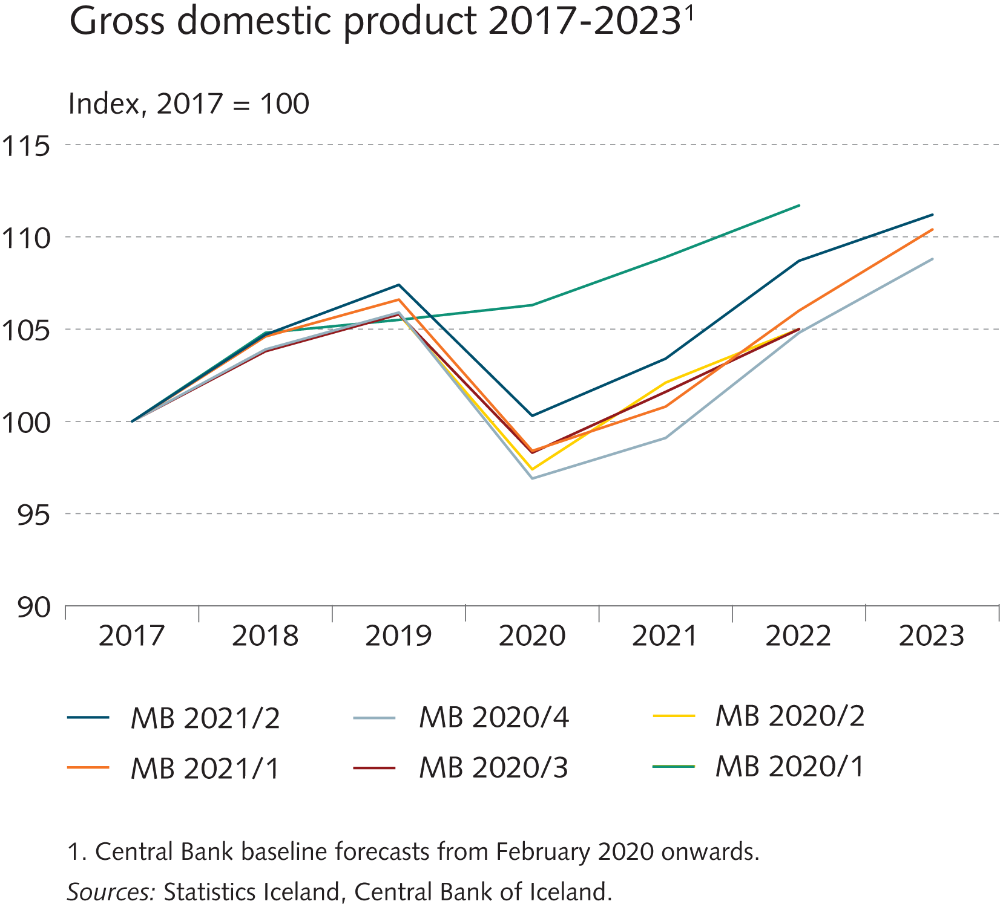 Gross domestic product 2017-2023¹
Index, 2017 = 100
115
110
105
100
95
90
2017 2018 2019 2020 2021 2022 2023
MB 2021/2 MB 2020/4 MB 2020/2
MB 2021/1 MB 2020/3 MB 2020/1
1. Central Bank baseline forecasts from February 2020 onwards.
Sources: Statistics Iceland, Central Bank of Iceland.